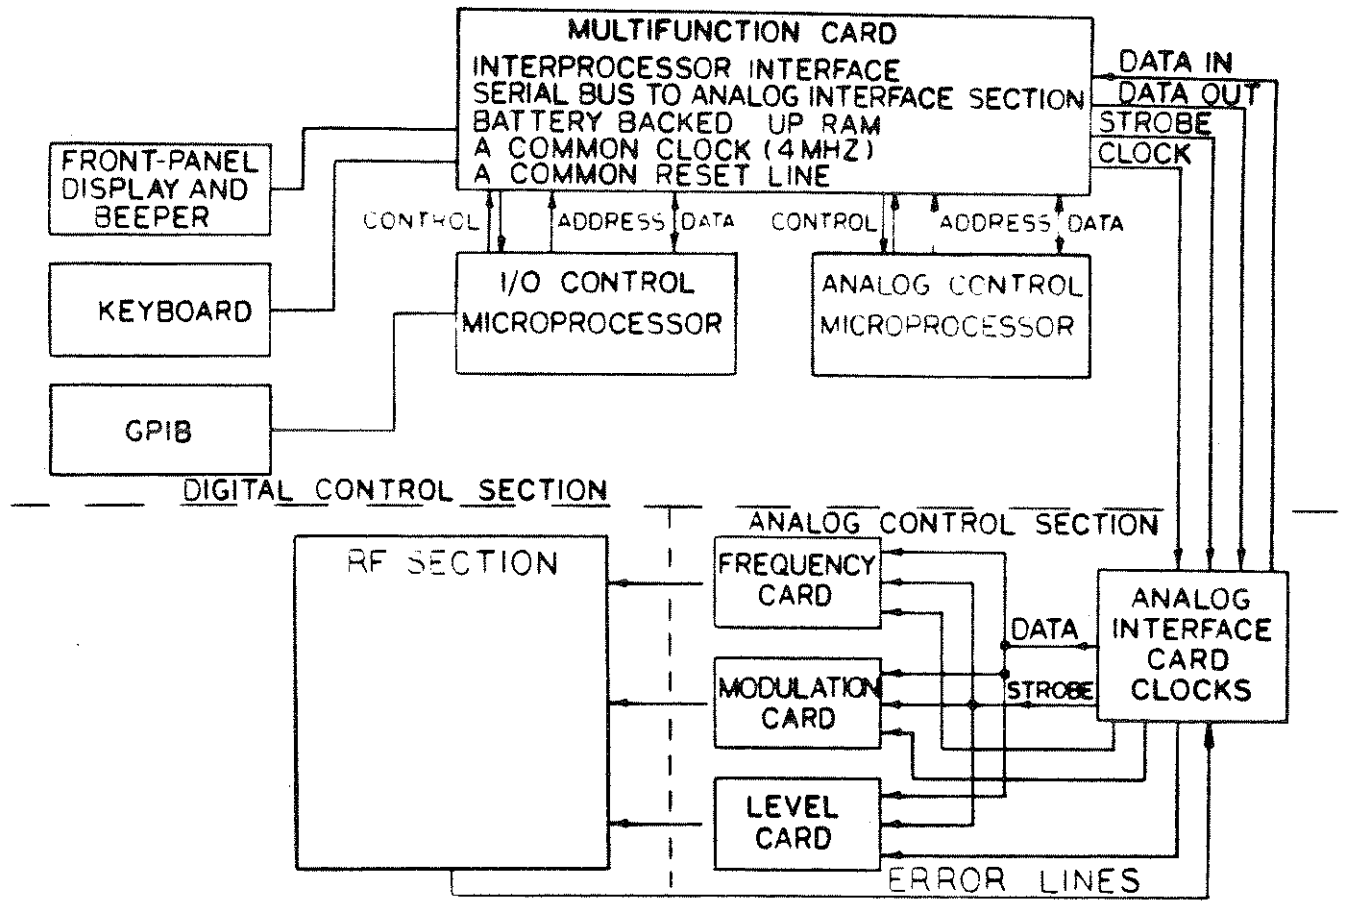 MULTIFUNCTION CARD
INTERPROCESSOR INTERFACE
SERIAL BUS TO ANALOG INTERFACE SECTION
BATTERY BACKED UP RAM
A COMMON CLOCK (4MHZ)
A COMMON RESET LINE
DATA IN
DATA OUT
STROBE
CLOCK
FRONT-PANEL
DISPLAY AND
BEEPER
CONTROL
ADDRESS
DATA
CONTROL
ADDRESS
DATA
KEYBOARD
I/O CONTROL
MICROPROCESSOR
ANALOG CONTROL
MICROPROCESSOR
GPIB
DIGITAL CONTROL SECTION
ANALOG CONTROL SECTION
RF SECTION
FREQUENCY
CARD
DATA
ANALOG
INTERFACE
CARD
CLOCKS
MODULATION
CARD
STROBE
LEVEL
CARD
ERROR LINES